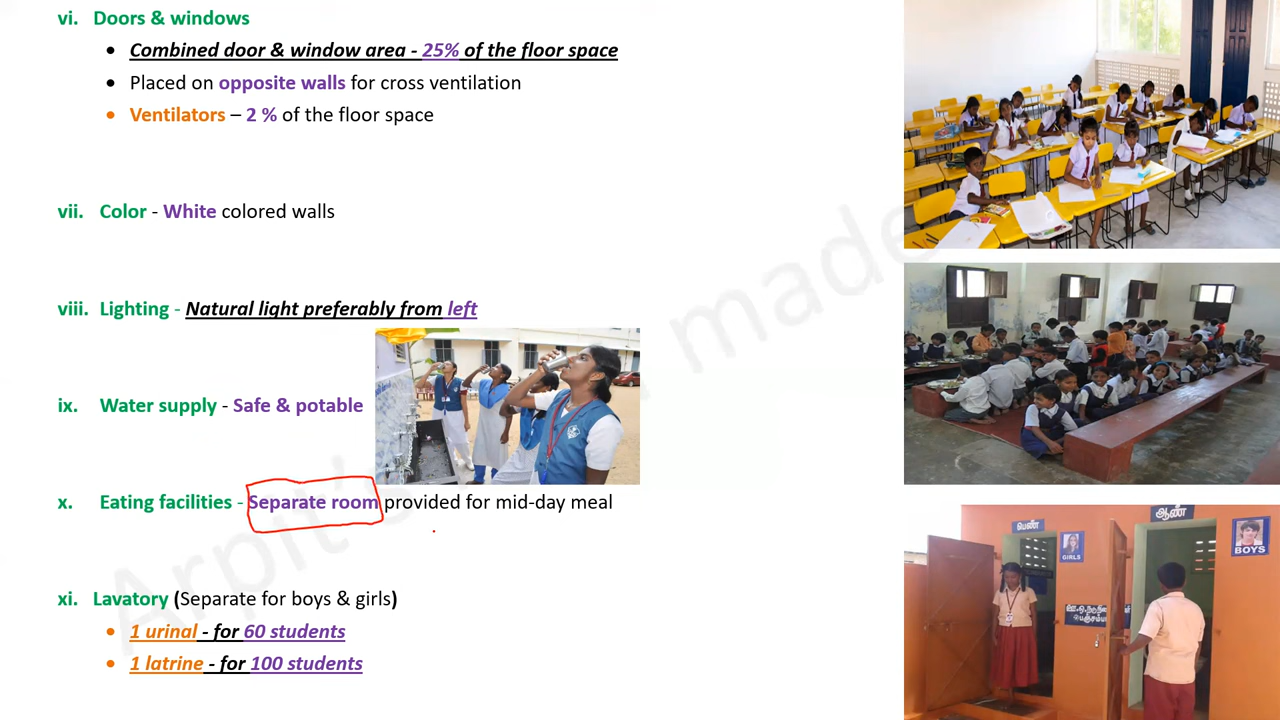 vi. Doors & windows
• Combined door & window area - 25% of the floor space
• Placed on opposite walls for cross ventilation
• Ventilators – 2 % of the floor space
vii. Color - White colored walls
viii. Lighting - Natural light preferably from left
ix. Water supply - Safe & potable
x. Eating facilities - Separate room provided for mid-day meal
xi. Lavatory (Separate for boys & girls)
• 1 urinal - for 60 students
• 1 latrine - for 100 students
made
Arpit's
பெண்
ஆண்
GIRLS
BOYS